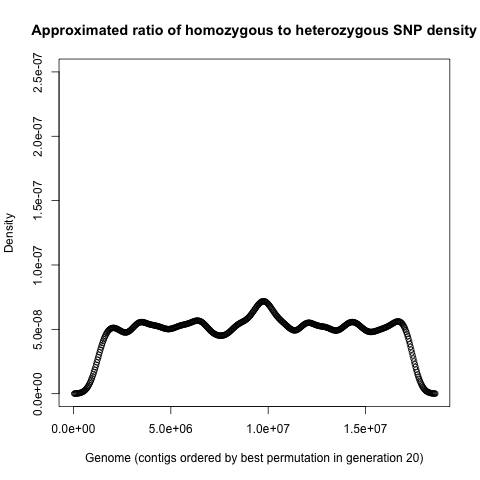 Approximated ratio of homozygous to heterozygous SNP density
Density
2.5e-07
2.0e-07
1.5e-07
1.0e-07
5.0e-08
0.0e+00
0.0e+00 5.0e+06 1.0e+07 1.5e+07
Genome (contigs ordered by best permutation in generation 20)